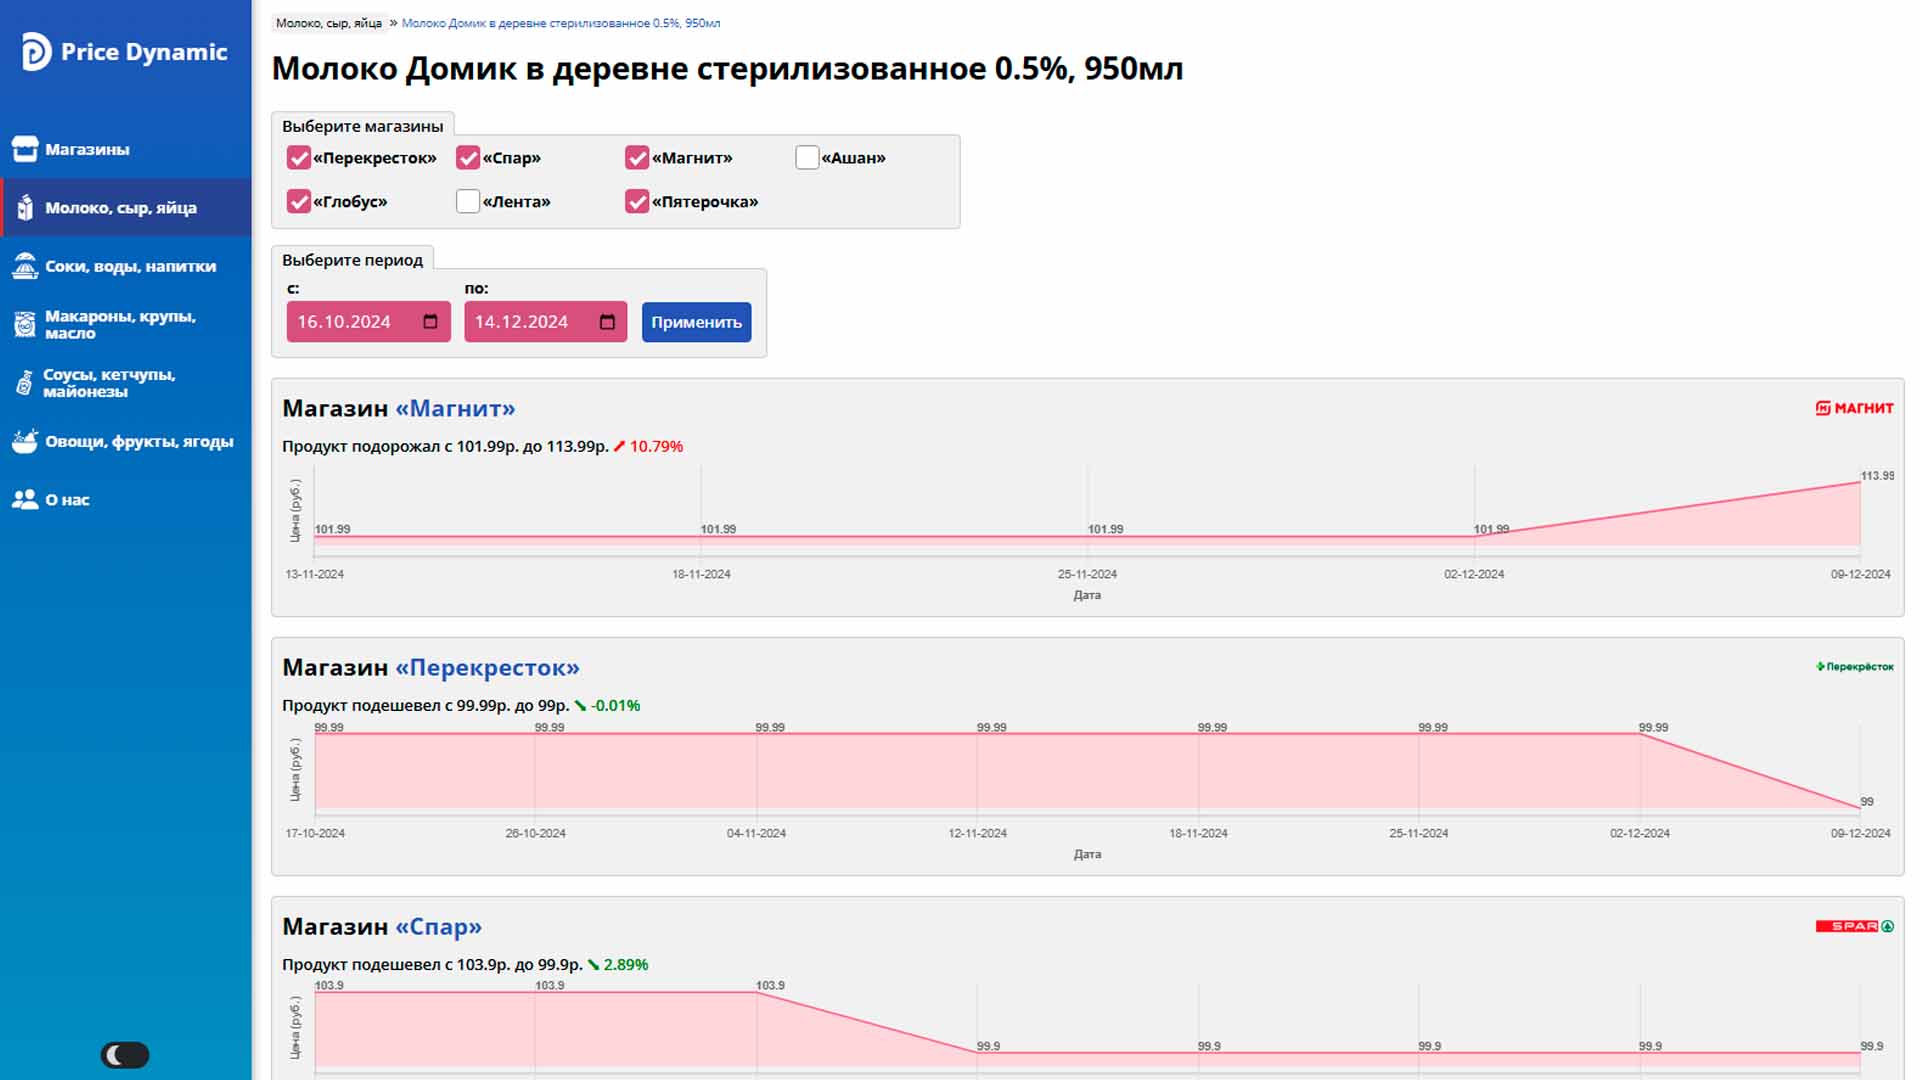 Price Dynamic
Магазины
Молоко, сыр, яйца
Соки, воды, напитки
Макароны, крупы,
масло
Соусы, кетчупы,
майонезы
Овощи, фрукты, ягоды
О нас
Молоко, сыр, яйца » Молоко Домик в деревне стерилизованное 0.5%, 950мл
Молоко Домик в деревне стерилизованное 0.5%, 950мл
Выберите магазины
«Перекресток» «Спар» «Магнит» «Ашан»
«Глобус» «Лента» «Пятерочка»
Выберите период
с: по:
16.10.2024 14.12.2024 Применить
Магазин «Магнит» МАГНИТ
Продукт подорожал с 101.99р. до 113.99р. 10.79%
Цена (руб.)
113.99
101.99 101.99 101.99 101.99
13-11-2024 18-11-2024 25-11-2024 02-12-2024 09-12-2024
Дата
Магазин «Перекресток» Перекрёсток
Продукт подешевел с 99.99р. до 99р. -0.01%
99.99 99.99 99.99 99.99 99.99 99.99 99.99
Цена (руб.)
99
17-10-2024 26-10-2024 04-11-2024 12-11-2024 18-11-2024 25-11-2024 02-12-2024 09-12-2024
Дата
Магазин «Спар» SPAR
Продукт подешевел с 103.9р. до 99.9р. 2.89%
103.9 103.9 103.9
Цена (руб.)
99.9 99.9 99.9 99.9 99.9